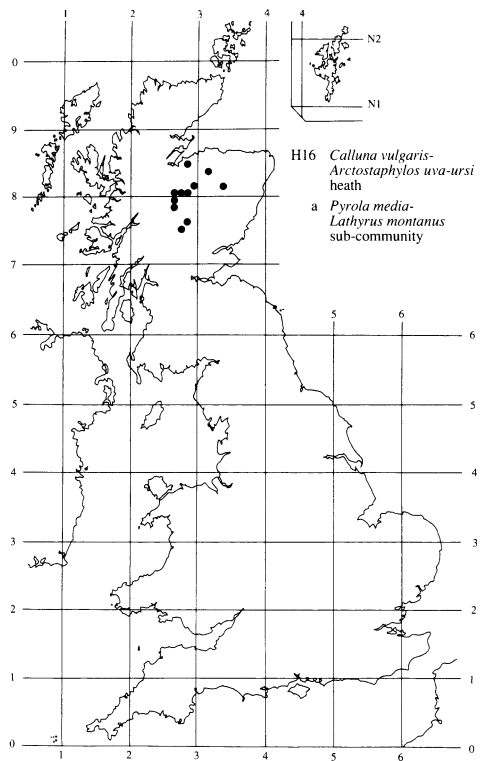 1 2 3 4
4
N2
N1
0
9
8
7
6
5
4
3
2
1
0
H16 Calluna vulgaris-
Arctostaphylos uva-ursi
heath
a Pyrola media-
Lathyrus montanus
sub-community
5 6
6
5
4
3
2
1
0
1 2 3 4 5 6